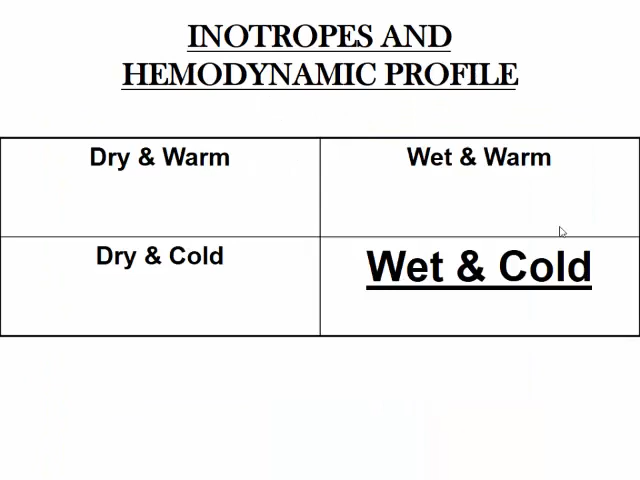 INOTROPES AND
HEMODYNAMIC PROFILE
Dry & Warm
Wet & Warm
Dry & Cold
Wet & Cold